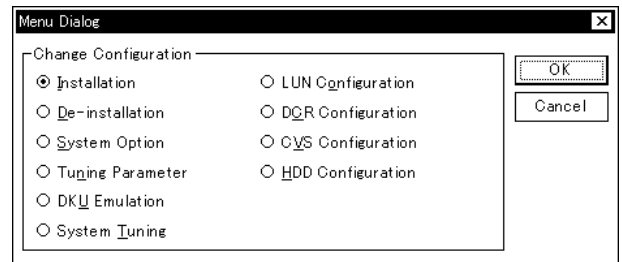 Menu Dialog
Change Configuration
Installation
De-installation
System Option
Tuning Parameter
DKU Emulation
System Tuning
LUN Configuration
DCR Configuration
CVS Configuration
HDD Configuration
OK
Cancel